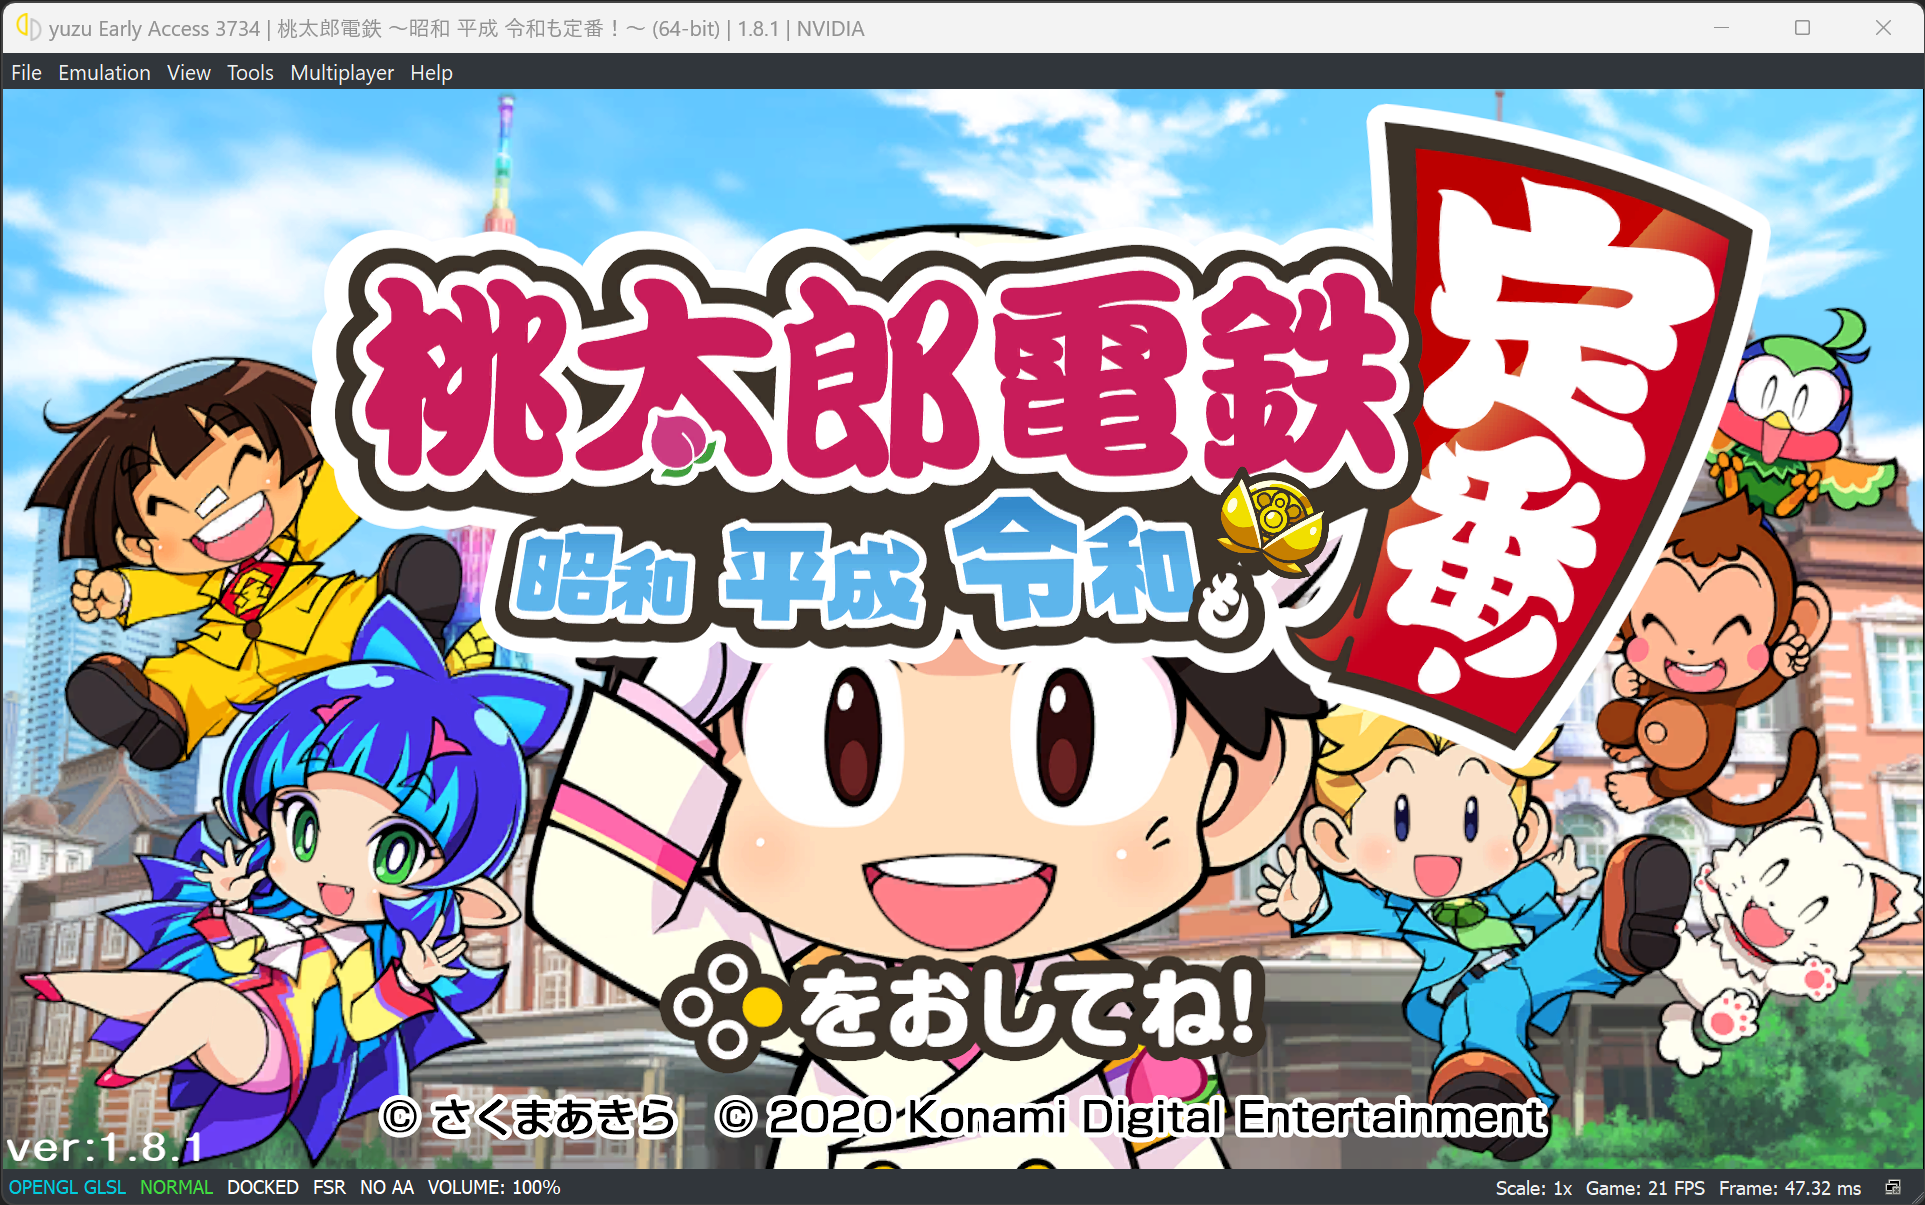 yuzu Early Access 3734 | 桃太郎電鉄 ～昭和 平成 令和も定番！～ (64-bit) | 1.8.1 | NVIDIA
File Emulation View Tools Multiplayer Help
桃太郎電鉄
昭和 平成 令和も
定番!
をおしてね!
© さくまあきら © 2020 Konami Digital Entertainment
ver:1.8.1
OPENGL GLSL NORMAL DOCKED FSR NO AA VOLUME: 100% Scale: 1x Game: 21 FPS Frame: 47.32 ms